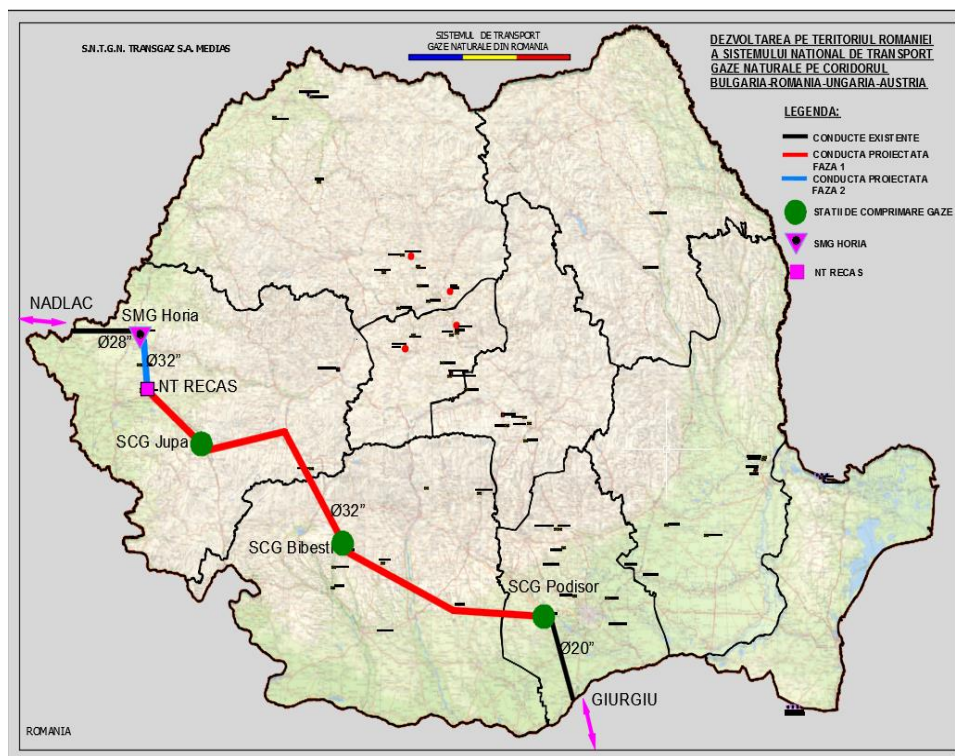 S.N.T.G.N. TRANSGAZ S.A. MEDIAS
SISTEMUL DE TRANSPORT
GAZE NATURALE DIN ROMANIA
DEZVOLTAREA PE TERITORIUL ROMANIEI
A SISTEMULUI NATIONAL DE TRANSPORT
GAZE NATURALE PE CORIDORUL
BULGARIA-ROMANIA-UNGARIA-AUSTRIA
LEGENDA:
CONDUCTE EXISTENTE
CONDUCTA PROIECTATA
FAZA 1
CONDUCTA PROIECTATA
FAZA 2
STATII DE COMPRIMARE GAZE
SMG HORIA
NT RECAS
NADLAC
SMG Horia
Ø28”
Ø32”
NT RECAS
SCG Jupa
Ø32”
SCG Bibesti
SCG Podisor
Ø20”
GIURGIU
ROMANIA